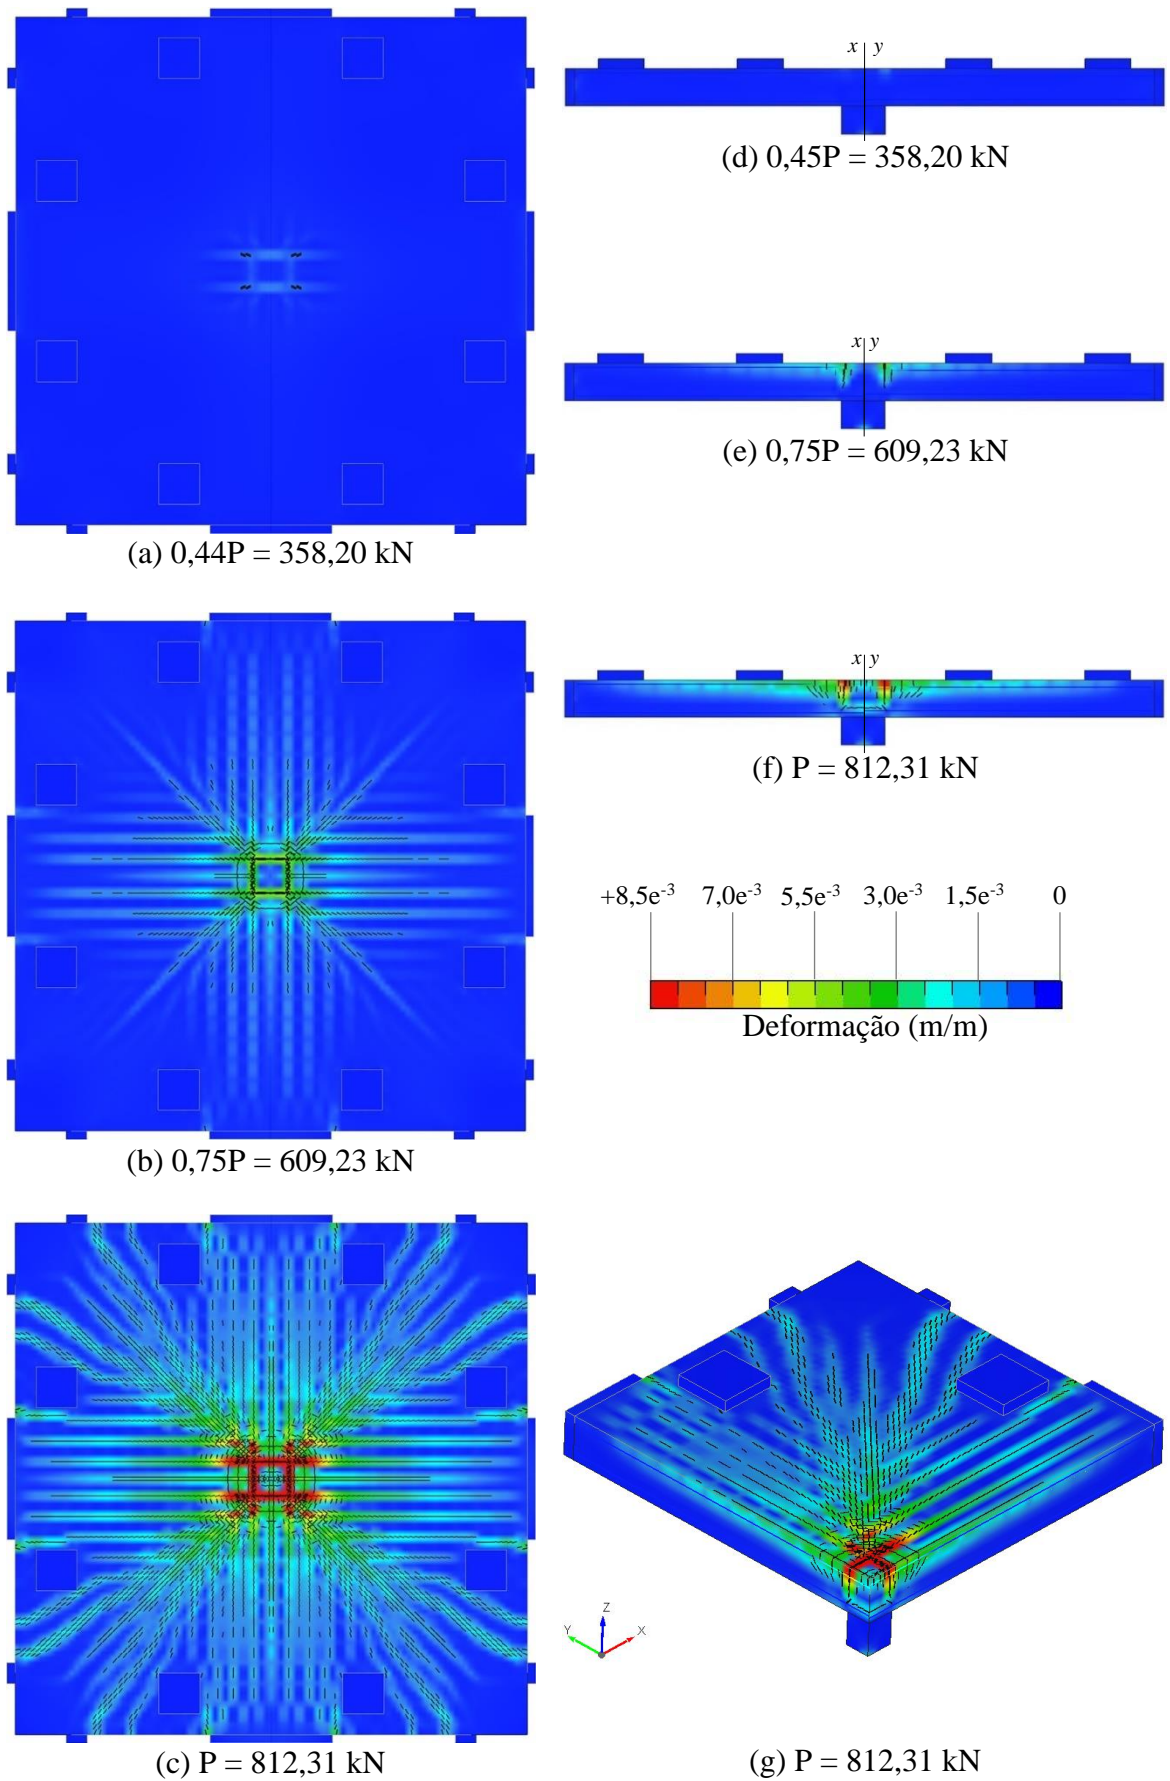 x y
(d) 0,45P = 358,20 kN
x y
(e) 0,75P = 609,23 kN
(a) 0,44P = 358,20 kN
x y
(f) P = 812,31 kN
+8,5e-3 7,0e-3 5,5e-3 3,0e-3 1,5e-3 0
Deformação (m/m)
(b) 0,75P = 609,23 kN
Z
Y X
(c) P = 812,31 kN
(g) P = 812,31 kN